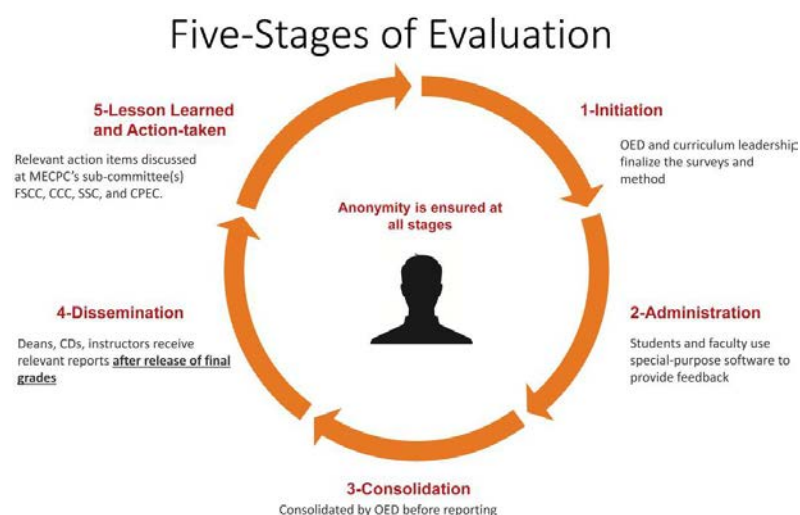 Five-Stages of Evaluation
1-Initiation
OED and curriculum leadership
finalize the surveys and
method
2-Administration
Students and faculty use
special-purpose software to
provide feedback
3-Consolidation
Consolidated by OED before reporting
4-Dissemination
Deans, CDs, instructors receive
relevant reports after release of final
grades
5-Lesson Learned
and Action-taken
Relevant action items discussed
at MECPC's sub-committee(s)
FSCC, CCC, SSC, and CPEC.
Anonymity is ensured at
all stages